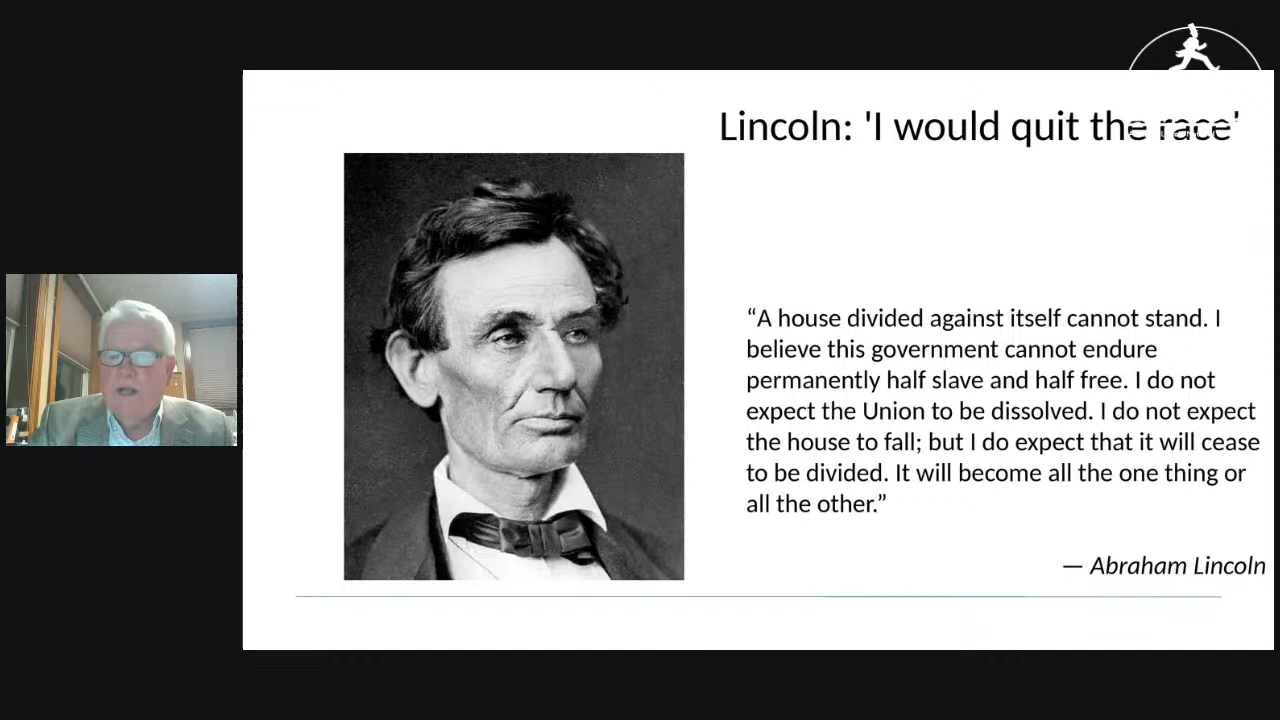 Lincoln: 'I would quit the race'
“A house divided against itself cannot stand. I
believe this government cannot endure
permanently half slave and half free. I do not
expect the Union to be dissolved. I do not expect
the house to fall; but I do expect that it will cease
to be divided. It will become all the one thing or
all the other.”
— Abraham Lincoln